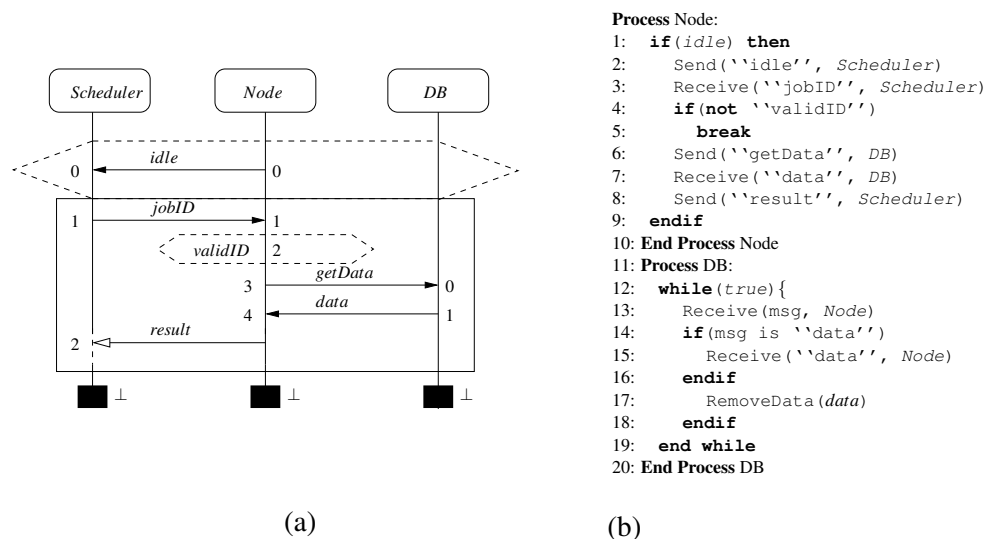 Scheduler Node DB
idle
0 0
jobID
1 1
validID 2
getData
3 0
data
4 1
result
2
⊥ ⊥ ⊥
(a)
Process Node:
1: if(idle) then
2: Send(‘‘idle’’, Scheduler)
3: Receive(‘‘jobID’’, Scheduler)
4: if(not ‘‘validID’’)
5: break
6: Send(‘‘getData’’, DB)
7: Receive(‘‘data’’, DB)
8: Send(‘‘result’’, Scheduler)
9: endif
10: End Process Node
11: Process DB:
12: while(true){
13: Receive(msg, Node)
14: if(msg is ‘‘data’’)
15: Receive(‘‘data’’, Node)
16: endif
17: RemoveData(data)
18: endif
19: end while
20: End Process DB
(b)